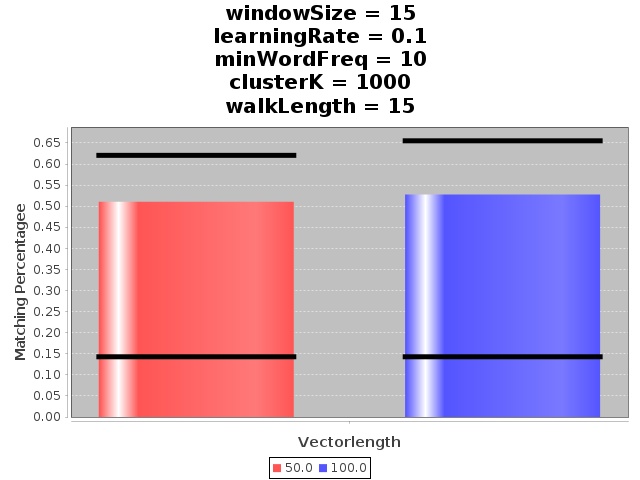 windowSize = 15
learningRate = 0.1
minWordFreq = 10
clusterK = 1000
walkLength = 15
0.65
0.60
0.55
0.50
0.45
0.40
0.35
0.30
0.25
0.20
0.15
0.10
0.05
0.00
Matching Percentagee
Vectorlength
50.0 100.0